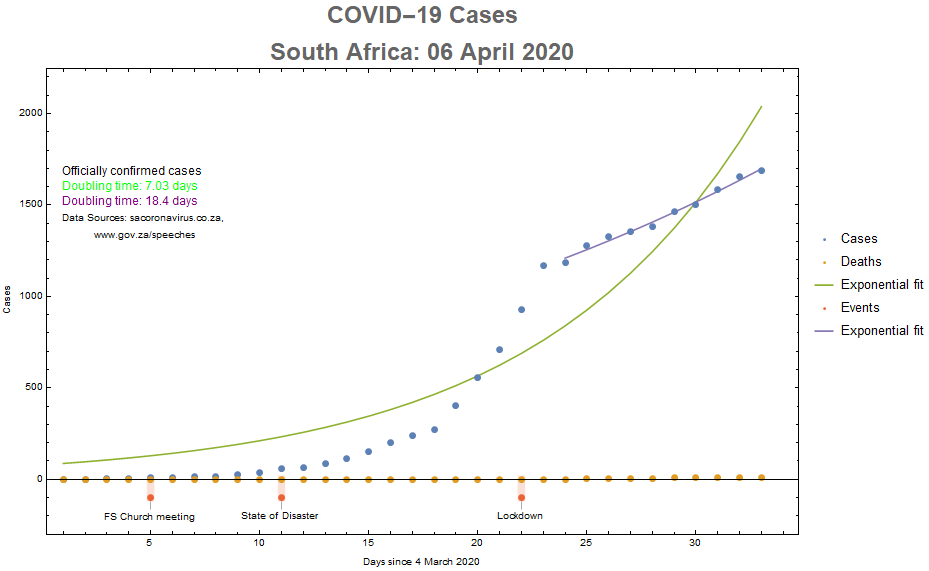 COVID–19 Cases
South Africa: 06 April 2020
2000
1500
1000
500
0
Cases
Officially confirmed cases
Doubling time: 7.03 days
Doubling time: 18.4 days
Data Sources: sacoronavirus.co.za,
www.gov.za/speeches
FS Church meeting
State of Disaster
Lockdown
5
10
15
20
25
30
Days since 4 March 2020
Cases
Deaths
Exponential fit
Events
Exponential fit